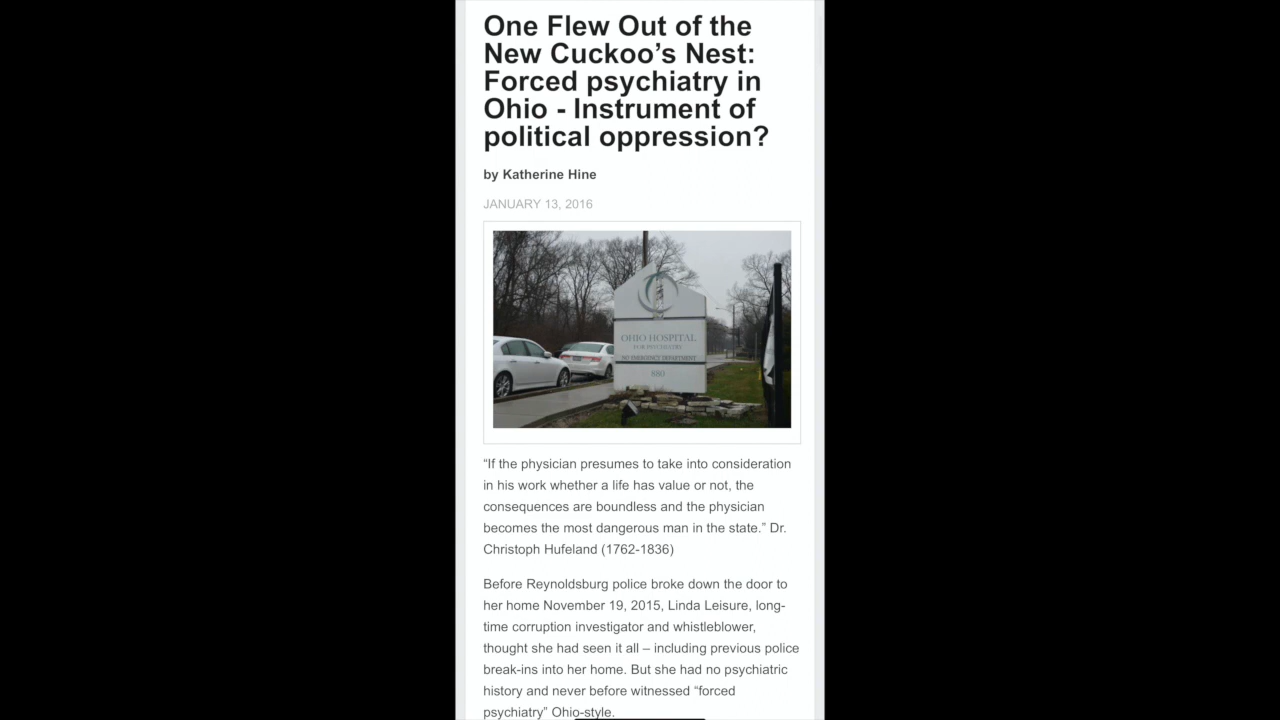 One Flew Out of the
New Cuckoo’s Nest:
Forced psychiatry in
Ohio - Instrument of
political oppression?
by Katherine Hine
JANUARY 13, 2016
OHIO HOSPITAL
FOR PSYCHIATRY
NO EMERGENCY DEPARTMENT
880
“If the physician presumes to take into consideration
in his work whether a life has value or not, the
consequences are boundless and the physician
becomes the most dangerous man in the state.” Dr.
Christoph Hufeland (1762-1836)
Before Reynoldsburg police broke down the door to
her home November 19, 2015, Linda Leisure, long-
time corruption investigator and whistleblower,
thought she had seen it all – including previous police
break-ins into her home. But she had no psychiatric
history and never before witnessed “forced
psychiatry” Ohio-style.